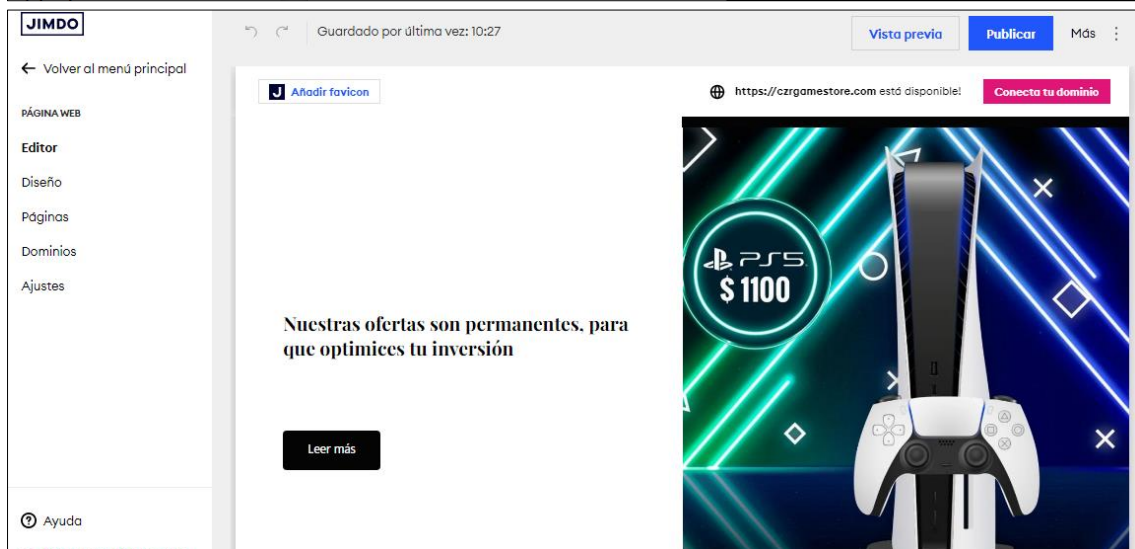 JIMDO
Guardado por última vez: 10:27
Vista previa
Publicar
Más
← Volver al menú principal
PÁGINA WEB
Editor
Diseño
Páginas
Dominios
Ajustes
Ayuda
J Añadir favicon
https://czrgamestore.com está disponible!
Conecta tu dominio
Nuestras ofertas son permanentes, para
que optimices tu inversión
Leer más
PS5
$ 1100